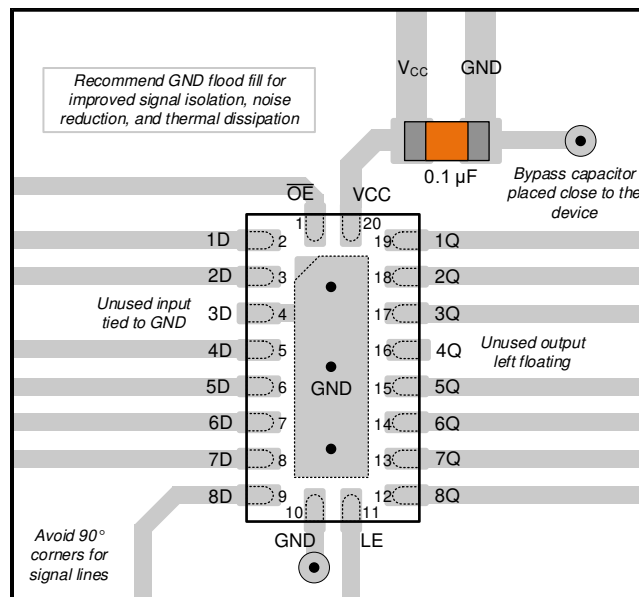 Recommend GND flood fill for
improved signal isolation, noise
reduction, and thermal dissipation
VCC GND
0.1 µF
Bypass capacitor
placed close to the
device
OE VCC
1 20
1D 2 19 1Q
2D 3 18 2Q
Unused input
tied to GND
3D 4 17 3Q
4D 5 16 4Q
Unused output
left floating
5D 6 GND 15 5Q
6D 7 14 6Q
7D 8 13 7Q
8D 9 12 8Q
10 11
GND LE
Avoid 90°
corners for
signal lines